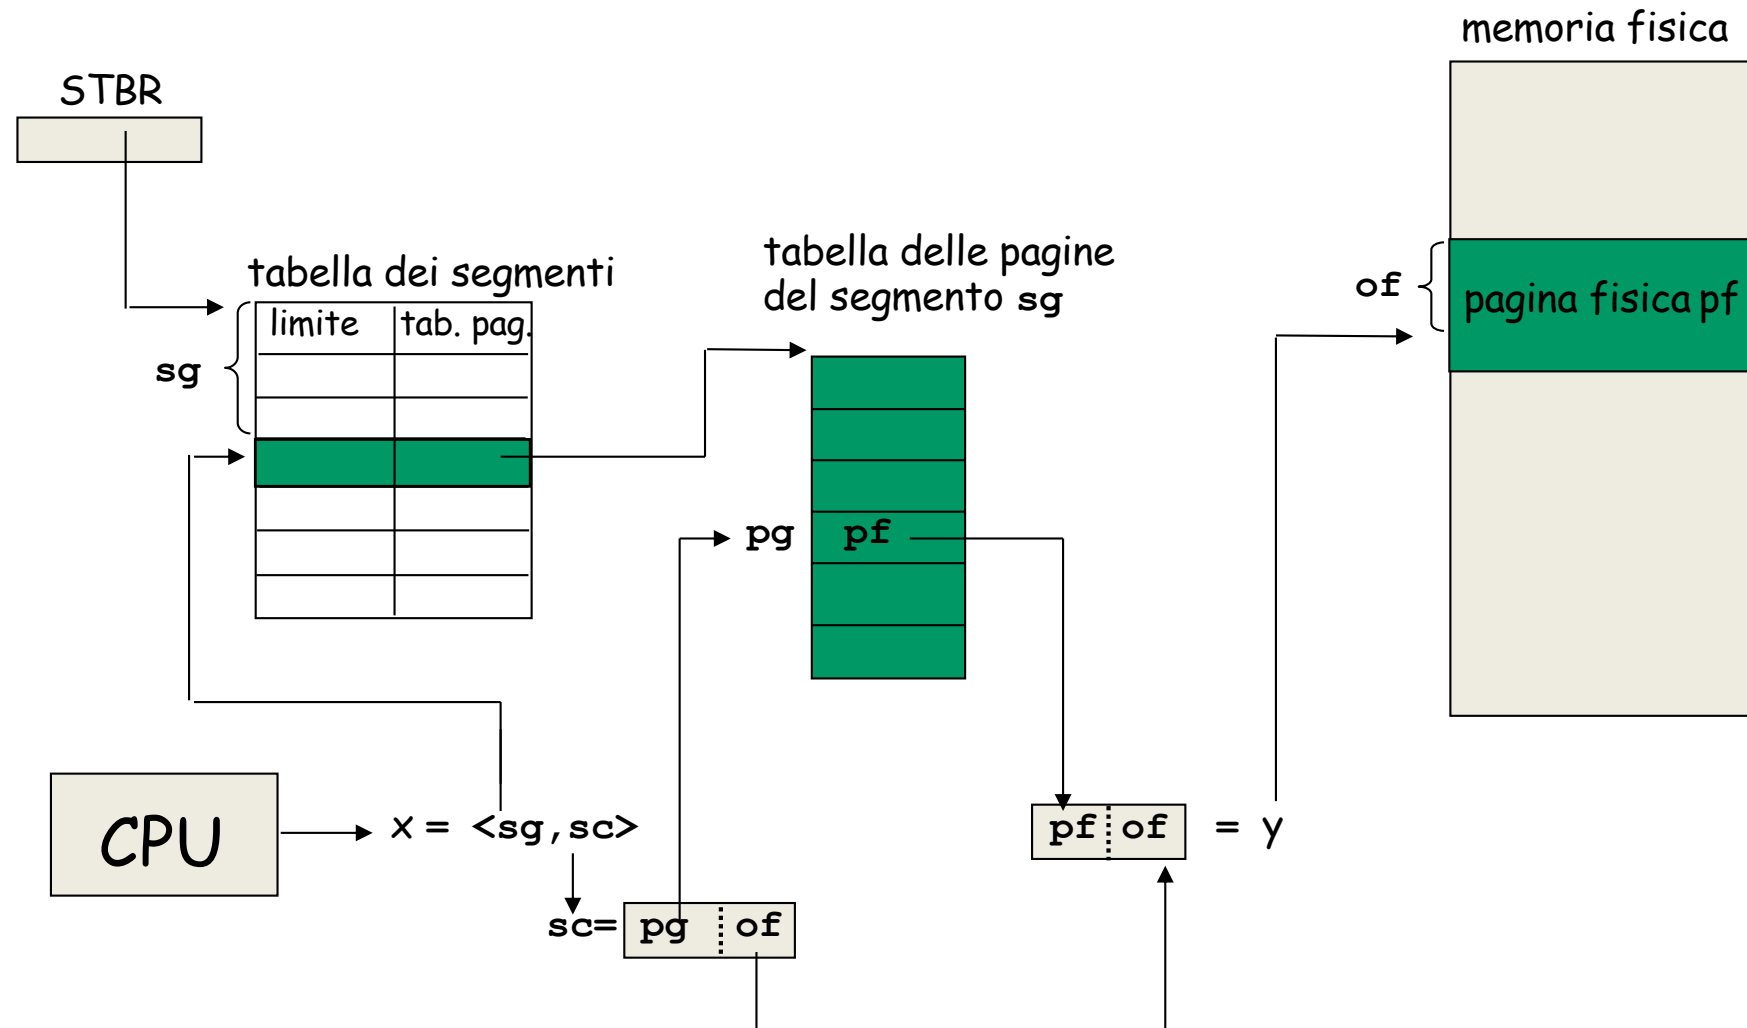 memoria fisica
STBR
tabella delle pagine
del segmento sg
tabella dei segmenti
limite
tab. pag.
of
pagina fisica pf
sg
pg
pf
CPU
x = <sg,sc>
pf of = y
sc= pg of